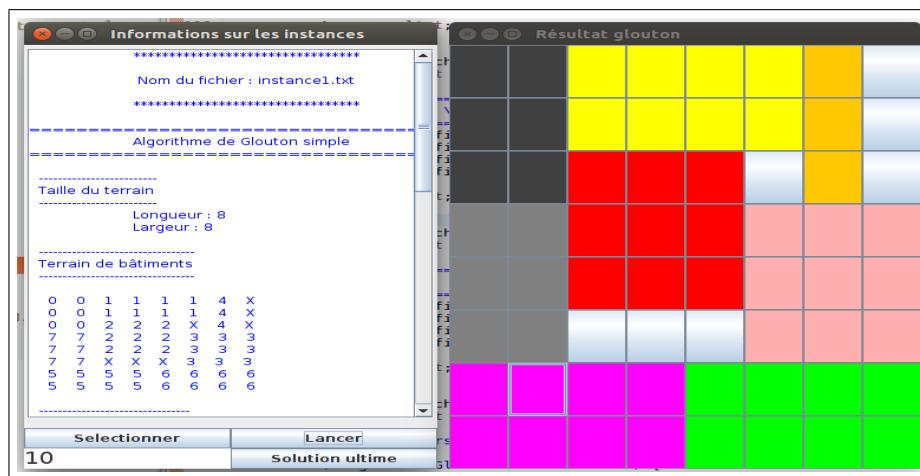 Informations sur les instances
******************************
Nom du fichier : instance1.txt
******************************
==========================================
Algorithme de Glouton simple
==========================================
-------------------------
Taille du terrain
-------------------------
Longueur : 8
Largeur : 8
---------------------------------
Terrain de bâtiments
---------------------------------
0 0 1 1 1 1 4 X
0 0 1 1 1 1 4 X
0 0 2 2 2 X 4 X
7 7 2 2 2 3 3 3
7 7 2 2 2 3 3 3
7 7 X X X 3 3 3
5 5 5 5 6 6 6 6
5 5 5 5 6 6 6 6
--------------------------------
Selectionner
Lancer
10
Solution ultime
Résultat glouton